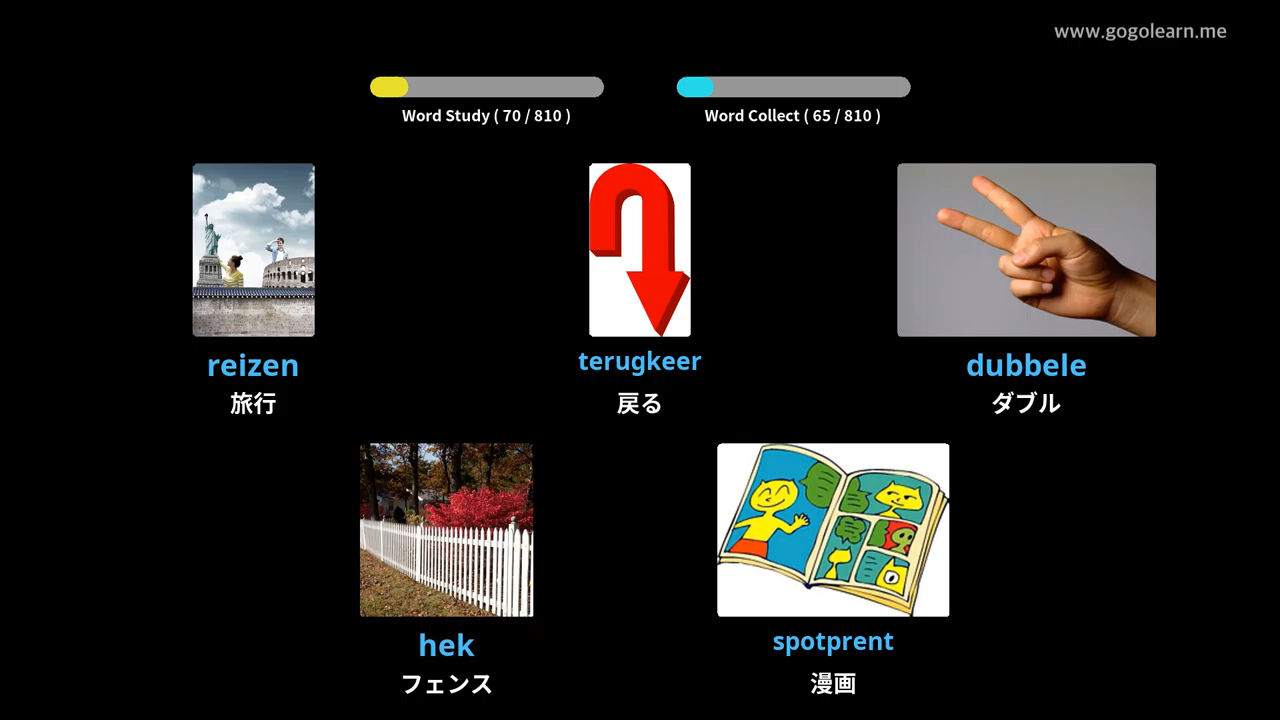 www.gogolearn.me
Word Study ( 70 / 810 )
Word Collect ( 65 / 810 )
reizen
旅行
terugkeer
戻る
dubbele
ダブル
hek
フェンス
spotprent
漫画